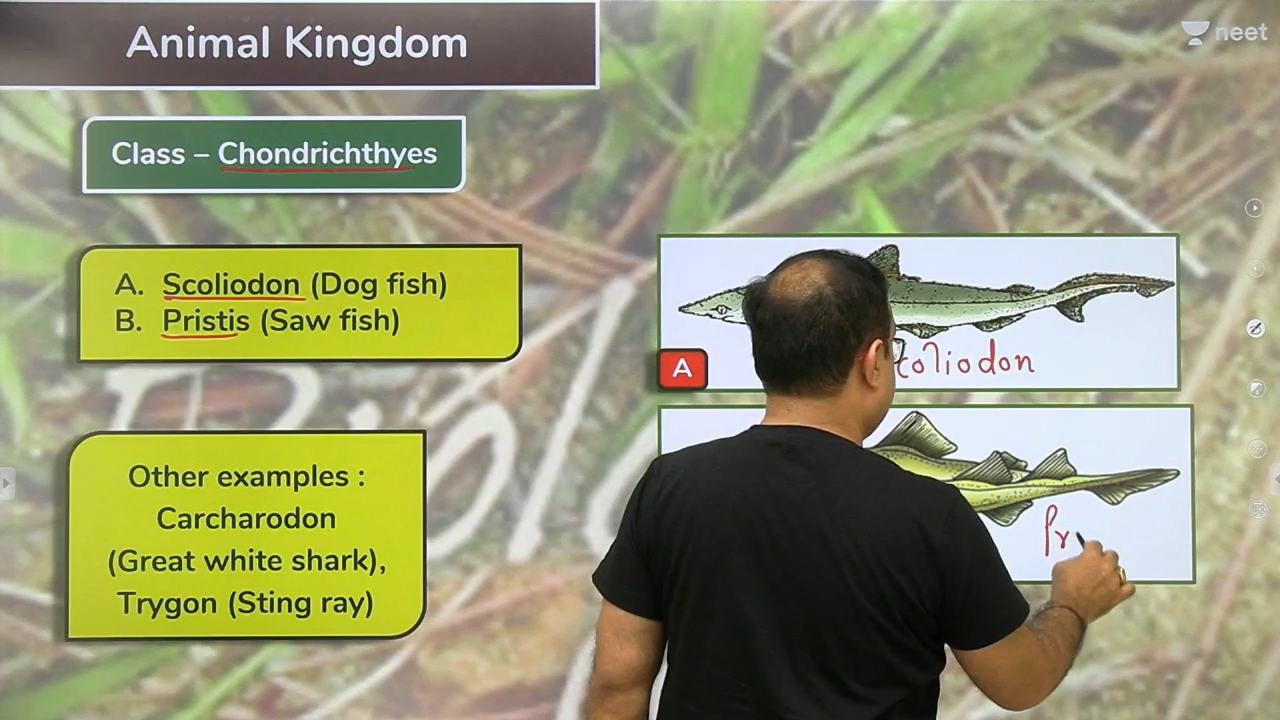 Animal Kingdom
neet
Class – Chondrichthyes
A. Scoliodon (Dog fish)
B. Pristis (Saw fish)
A
coliodon
Other examples :
Carcharodon
(Great white shark),
Trygon (Sting ray)
Pr